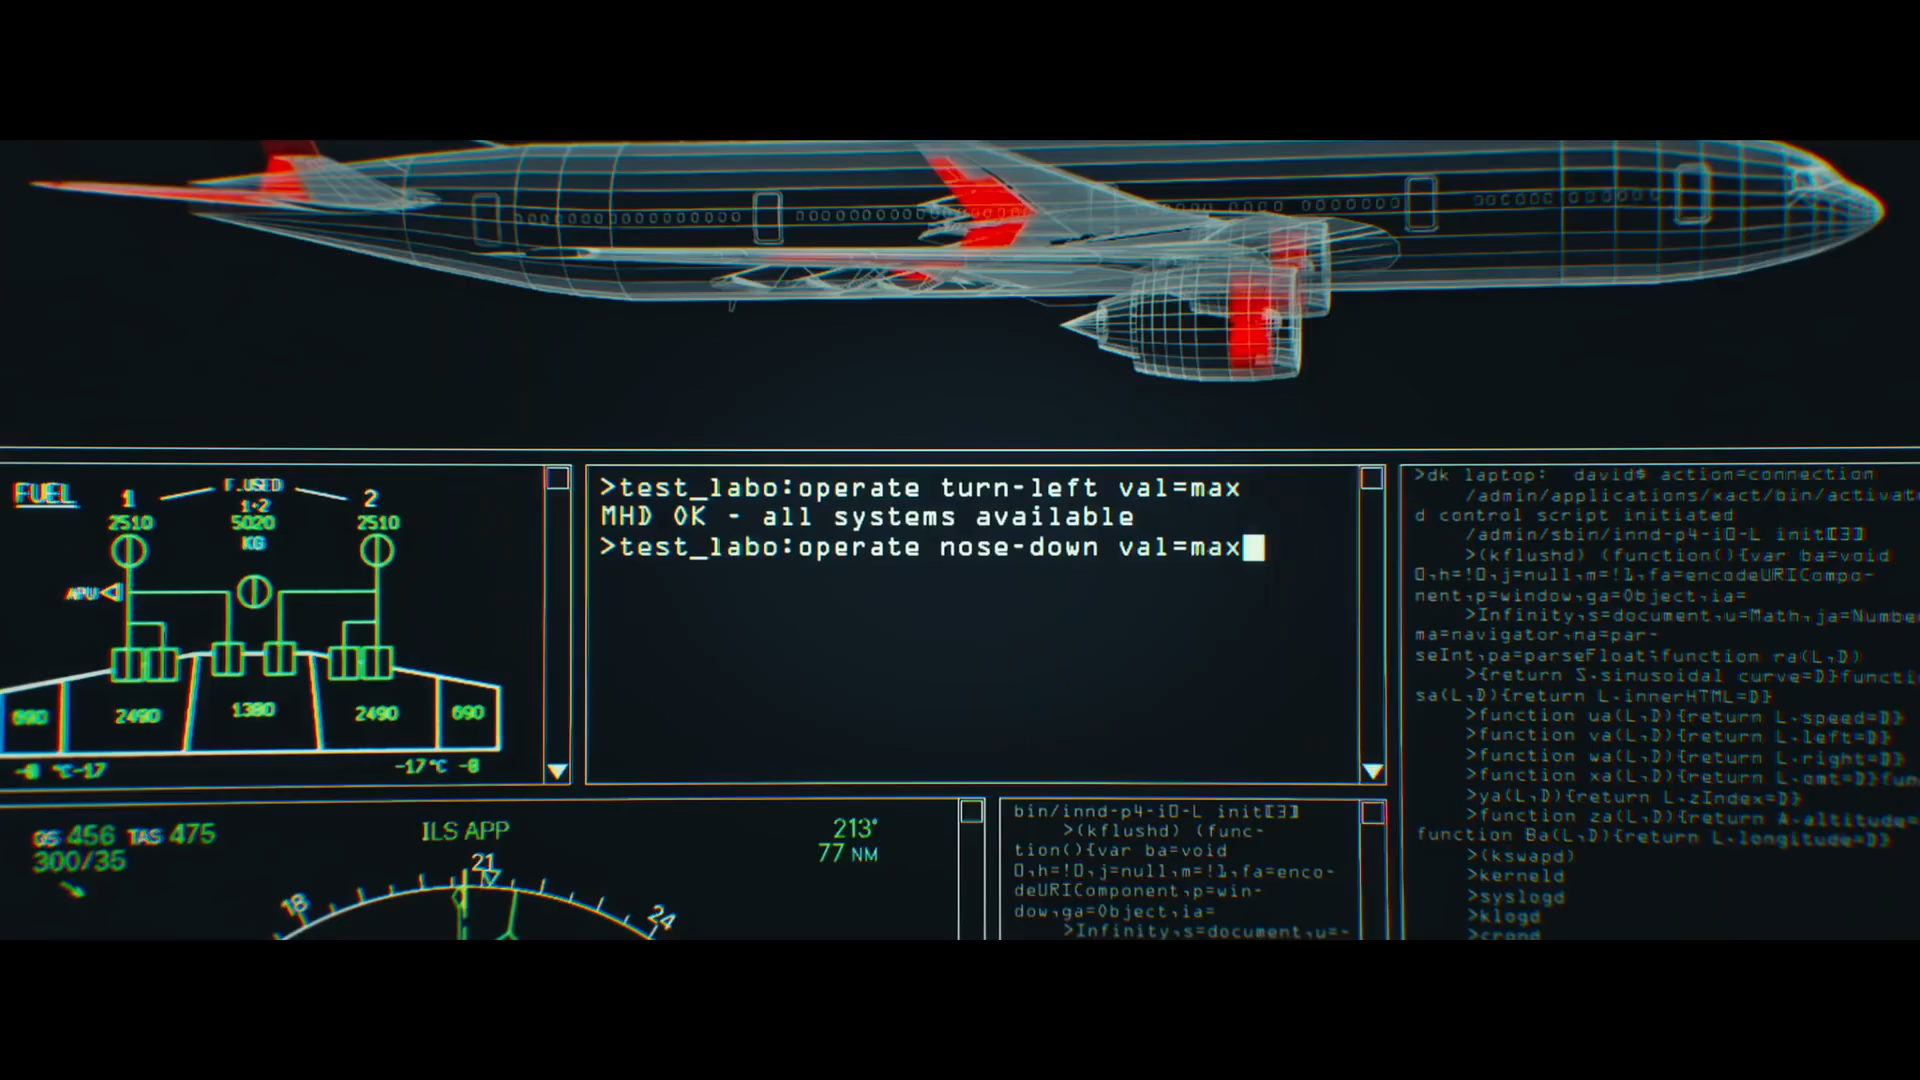 FUEL
1
F.USED
1+2
2
2510
5020
2510
KG
APU
690
2490
1380
2490
690
-8 °C-17
-17°C -8
>test_labo:operate turn-left val=max
MHD OK - all systems available
>test_labo:operate nose-down val=max
>dk laptop:  david$ action=connection
/admin/applications/xact/bin/activate
d control script initiated
/admin/sbin/innd-p4-i0-L init[3]
>(kflushd) (function(){var ba=void
0,h=!0,j=null,m=!1,fa=encodeURICompo-
nent,p=window,ga=Object,ia=
>Infinity,s=document,u=Math,ja=Number
ma=navigator,na=par-
seInt,pa=parseFloat;function ra(L,D)
>{return S.sinusoidal curve=D}functi
sa(L,D){return L.innerHTML=D}
>function ua(L,D){return L.speed=D}
>function va(L,D){return L.left=D}
>function wa(L,D){return L.right=D}
>function xa(L,D){return L.amt=D}fun
>ya(L,D){return L.zIndex=D}
>function za(L,D){return A.altitude=
function Ba(L,D){return L.longitude=D}
>(kswapd)
>kerneld
>syslogd
>klogd
>crond
GS 456 TAS 475
300/35
ILS APP
213°
77 NM
18
21
24
bin/innd-p4-i0-L init[3]
>(kflushd) (func-
tion(){var ba=void
0,h=!0,j=null,m=!1,fa=enco-
deURIComponent,p=win-
dow,ga=Object,ia=
>Infinity,s=document,u=-